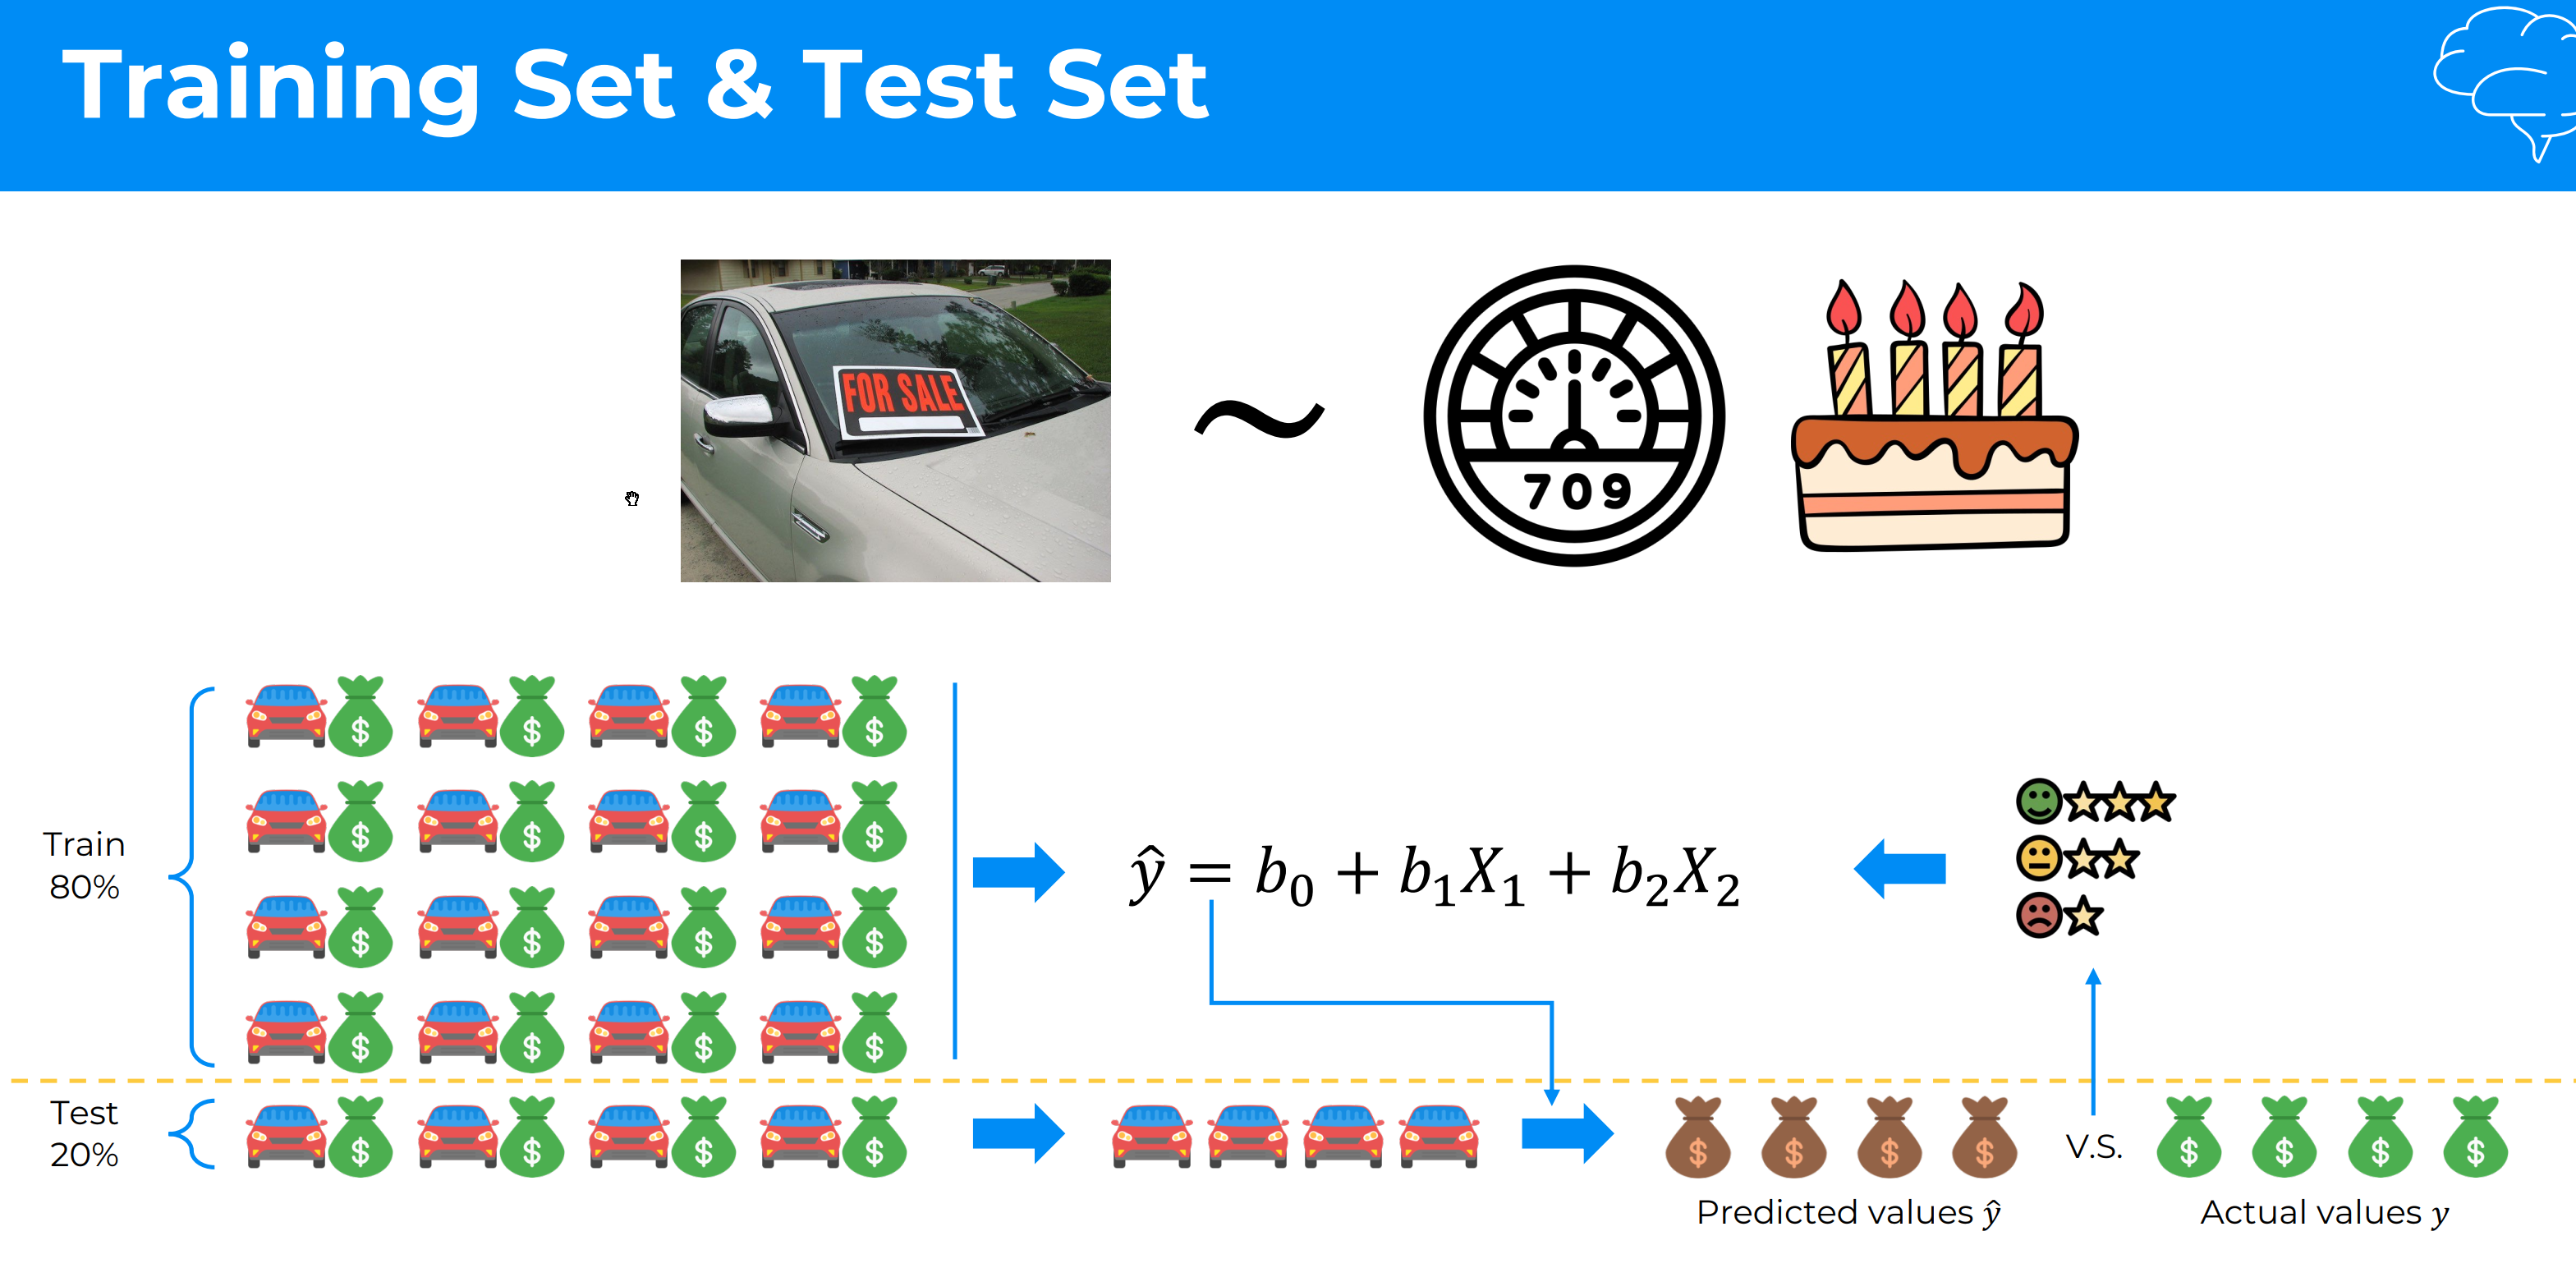 Training Set & Test Set
FOR SALE
709
Train
80%
$ $ $ $
$ $ $ $
$ $ $ $
$ $ $ $
ŷ = b₀ + b₁X₁ + b₂X₂
Test
20%
$ $ $ $
$ $ $ $
V.S.
$ $ $ $
Predicted values ŷ
Actual values y